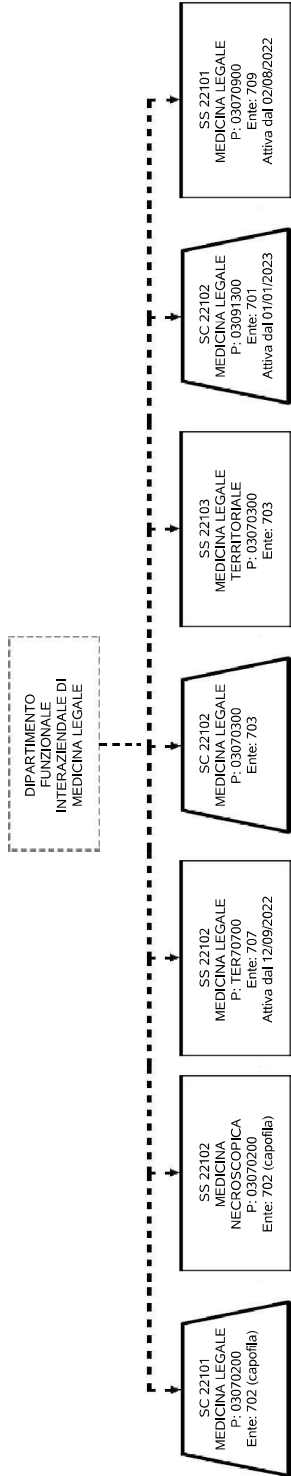 DIPARTIMENTO
FUNZIONALE
INTERAZIENDALE DI
MEDICINA LEGALE
SC 22101
MEDICINA LEGALE
P: 03070200
Ente: 702 (capofila)
SS 22102
MEDICINA
NECROSCOPICA
P: 03070200
Ente: 702 (capofila)
SS 22102
MEDICINA LEGALE
P: TER70700
Ente: 707
Attiva dal 12/09/2022
SC 22102
MEDICINA LEGALE
P: 03070300
Ente: 703
SS 22103
MEDICINA LEGALE
TERRITORIALE
P: 03070300
Ente: 703
SC 22102
MEDICINA LEGALE
P: 03091300
Ente: 701
Attiva dal 01/01/2023
SS 22101
MEDICINA LEGALE
P: 03070900
Ente: 709
Attiva dal 02/08/2022